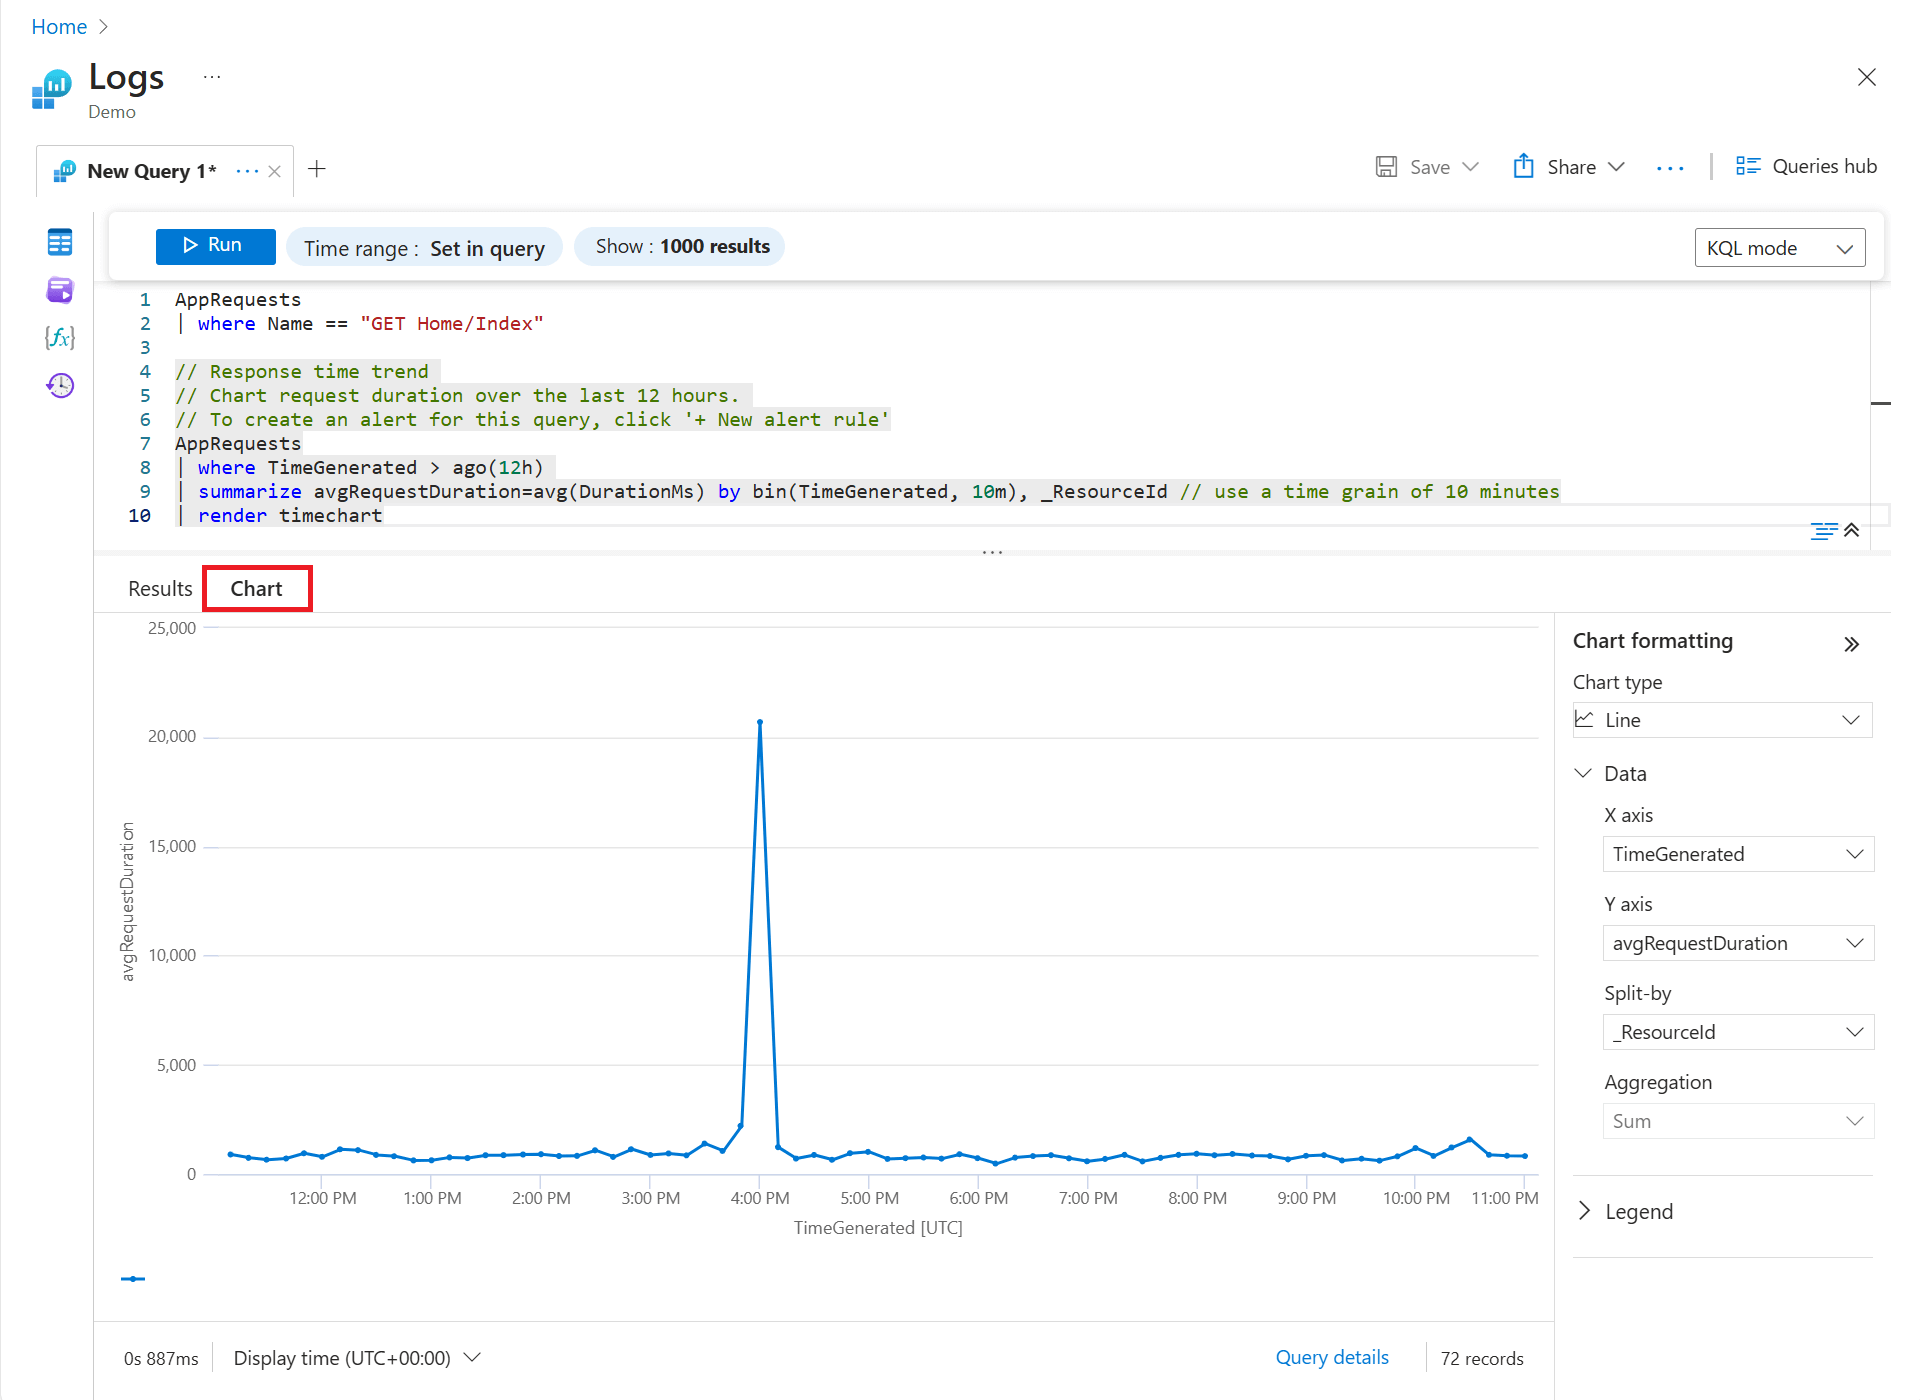 Home
Logs
...
Demo
New Query 1*
Save
Share
Queries hub
Run
Time range : Set in query
Show : 1000 results
KQL mode
1 AppRequests
2 | where Name == "GET Home/Index"
3
4 // Response time trend
5 // Chart request duration over the last 12 hours.
6 // To create an alert for this query, click '+ New alert rule'
7 AppRequests
8 | where TimeGenerated > ago(12h)
9 | summarize avgRequestDuration=avg(DurationMs) by bin(TimeGenerated, 10m), _ResourceId // use a time grain of 10 minutes
10 | render timechart
Results
Chart
25,000
20,000
15,000
10,000
5,000
0
avgRequestDuration
12:00 PM 1:00 PM 2:00 PM 3:00 PM 4:00 PM 5:00 PM 6:00 PM 7:00 PM 8:00 PM 9:00 PM 10:00 PM 11:00 PM
TimeGenerated [UTC]
Chart formatting
Chart type
Line
Data
X axis
TimeGenerated
Y axis
avgRequestDuration
Split-by
_ResourceId
Aggregation
Sum
Legend
0s 887ms
Display time (UTC+00:00)
Query details
72 records